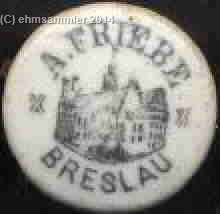 (C) ehmsammler 2014
A. FRIEBE
BRESLAU